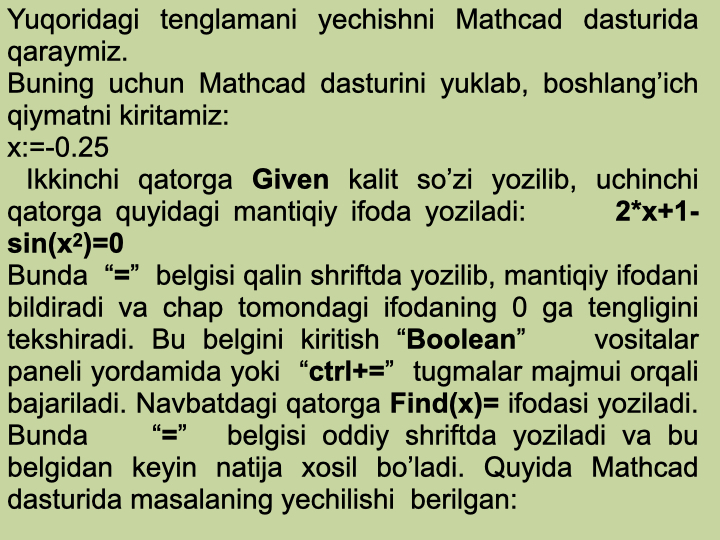 Yuqoridagi tenglamani yechishni Mathcad dasturida
qaraymiz.
Buning uchun Mathcad dasturini yuklab, boshlang’ich
qiymatni kiritamiz:
x:=-0.25
Ikkinchi qatorga Given kalit so’zi yozilib, uchinchi
qatorga quyidagi mantiqiy ifoda yoziladi: 2*x+1-
sin(x²)=0
Bunda “=” belgisi qalin shriftda yozilib, mantiqiy ifodani
bildiradi va chap tomondagi ifodaning 0 ga tengligini
tekshiradi. Bu belgini kiritish “Boolean” vositalar
paneli yordamida yoki “ctrl+=” tugmalar majmui orqali
bajariladi. Navbatdagi qatorga Find(x)= ifodasi yoziladi.
Bunda “=” belgisi oddiy shriftda yoziladi va bu
belgidan keyin natija xosil bo’ladi. Quyida Mathcad
dasturida masalaning yechilishi berilgan: